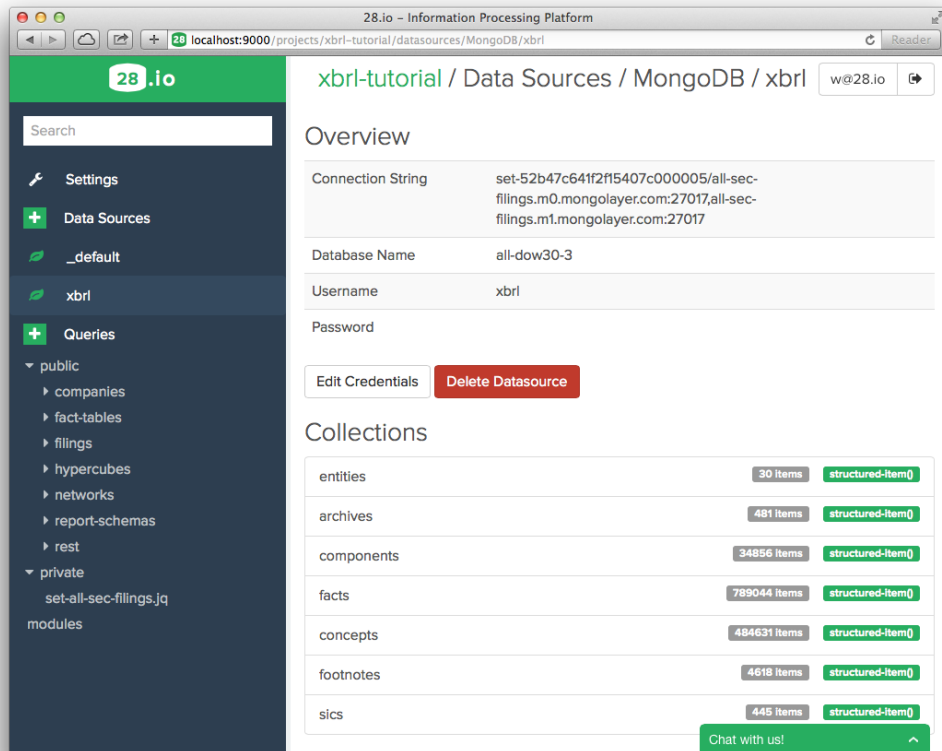 28.io – Information Processing Platform
28 localhost:9000/projects/xbrl-tutorial/datasources/MongoDB/xbrl
Reader
28 .io
Search
Settings
Data Sources
_default
xbrl
Queries
public
companies
fact-tables
filings
hypercubes
networks
report-schemas
rest
private
set-all-sec-filings.jq
modules
xbrl-tutorial / Data Sources / MongoDB / xbrl
w@28.io
Overview
Connection String
set-52b47c641f2f15407c000005/all-sec-
filings.m0.mongolayer.com:27017,all-sec-
filings.m1.mongolayer.com:27017
Database Name all-dow30-3
Username xbrl
Password
Edit Credentials Delete Datasource
Collections
entities 30 items structured-item()
archives 481 items structured-item()
components 34856 items structured-item()
facts 789044 items structured-item()
concepts 484631 items structured-item()
footnotes 4618 items structured-item()
sics 445 items structured-item()
Chat with us!